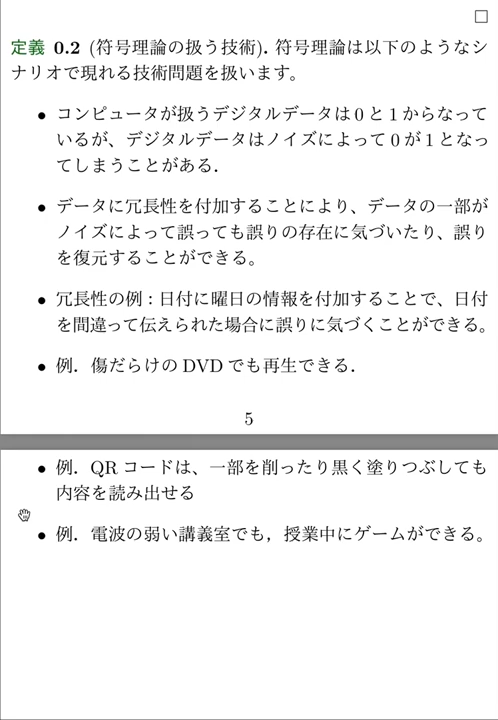 定義 0.2 (符号理論の扱う技術). 符号理論は以下のようなシ
ナリオで現れる技術問題を扱います。
• コンピュータが扱うデジタルデータは0と1からなって
いるが、デジタルデータはノイズによって0が1となっ
てしまうことがある.
• データに冗長性を付加することにより、データの一部が
ノイズによって誤っても誤りの存在に気づいたり、誤り
を復元することができる。
• 冗長性の例：日付に曜日の情報を付加することで、日付
を間違って伝えられた場合に誤りに気づくことができる。
• 例. 傷だらけの DVD でも再生できる.
5
• 例. QR コードは、一部を削ったり黒く塗りつぶしても
内容を読み出せる
• 例. 電波の弱い講義室でも, 授業中にゲームができる。